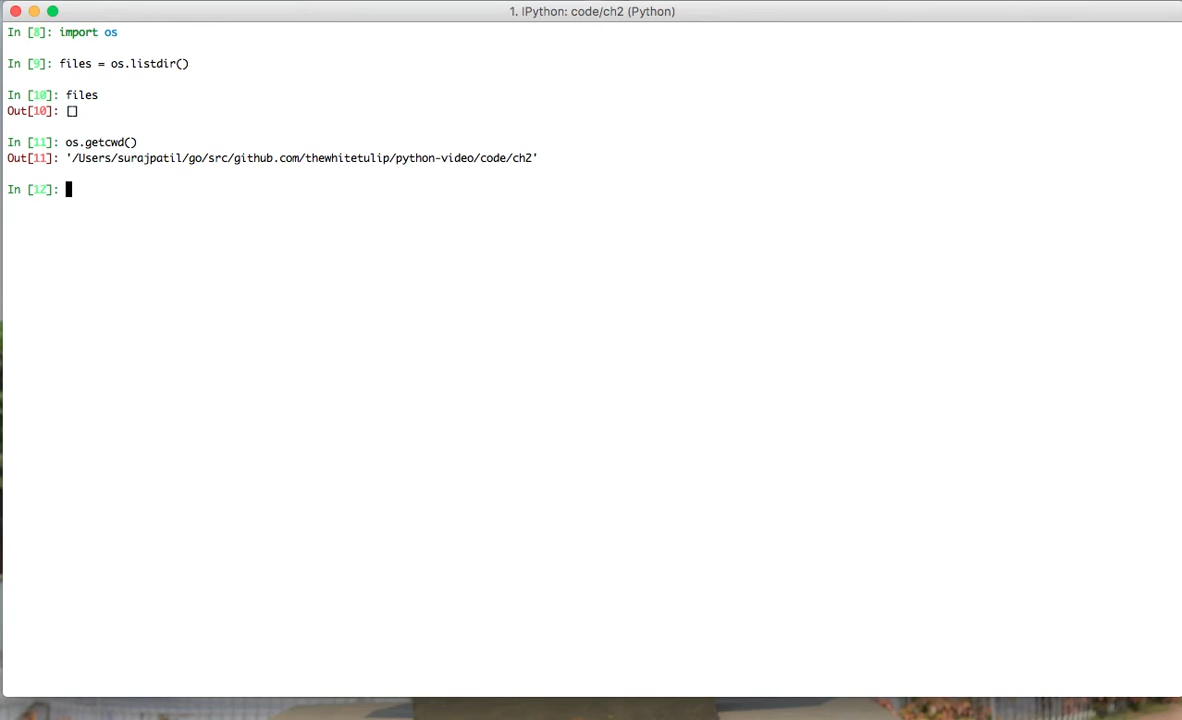 1. IPython: code/ch2 (Python)
In [8]: import os
In [9]: files = os.listdir()
In [10]: files
Out[10]: []
In [11]: os.getcwd()
Out[11]: '/Users/surajpatil/go/src/github.com/thewhitetulip/python-video/code/ch2'
In [12]: